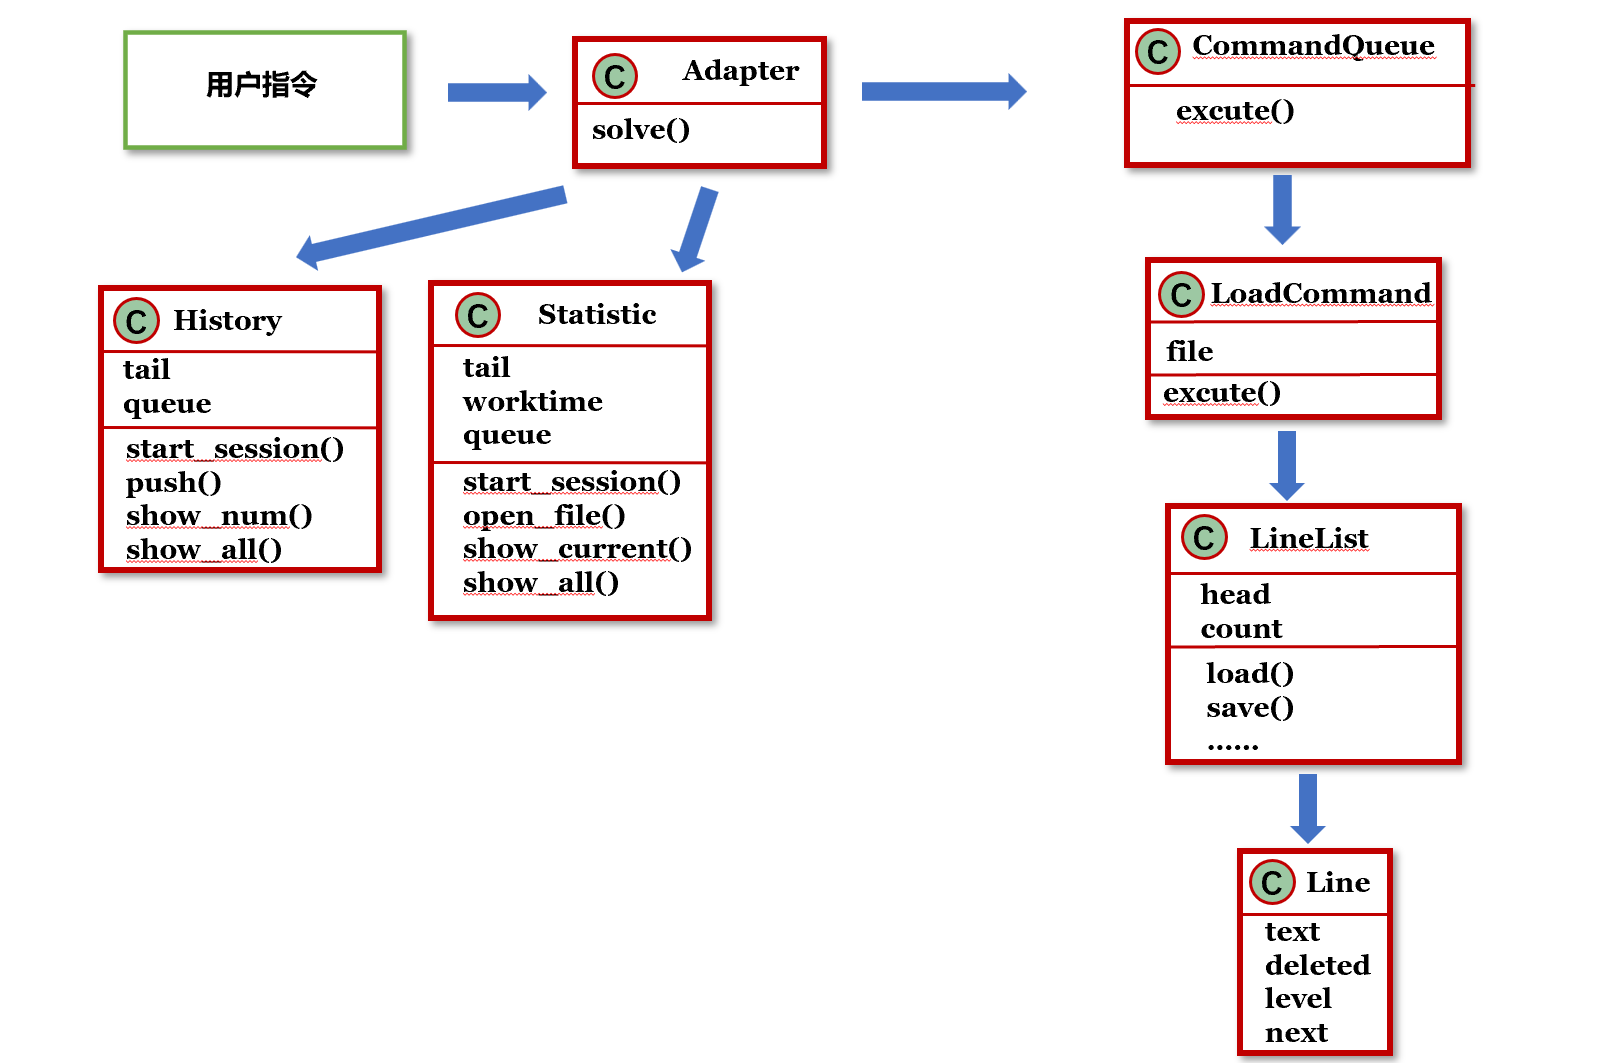 用户指令
C Adapter
solve()
C CommandQueue
excute()
C History
tail
queue
start_session()
push()
show_num()
show_all()
C Statistic
tail
worktime
queue
start_session()
open_file()
show_current()
show_all()
C LoadCommand
file
excute()
C LineList
head
count
load()
save()
......
C Line
text
deleted
level
next